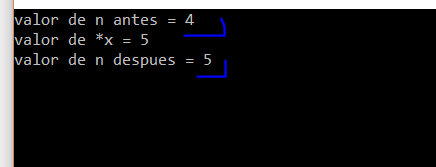 valor de n antes = 4
valor de *x = 5
valor de n despues = 5